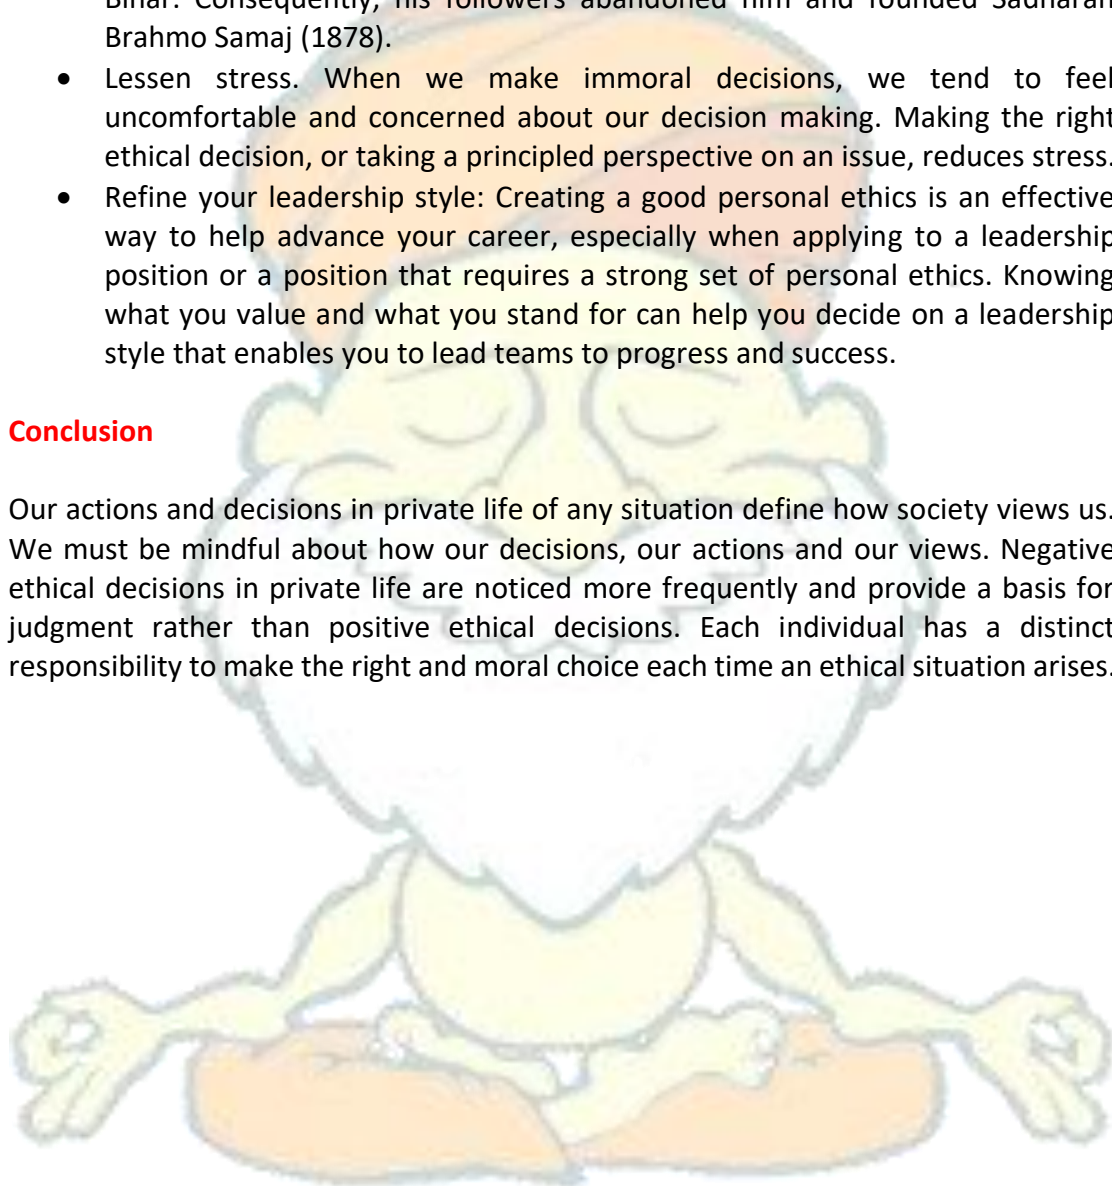 Bihar. Consequently, his followers abandoned him and founded Sadharan
Brahmo Samaj (1878).
• Lessen stress. When we make immoral decisions, we tend to feel
uncomfortable and concerned about our decision making. Making the right
ethical decision, or taking a principled perspective on an issue, reduces stress.
• Refine your leadership style: Creating a good personal ethics is an effective
way to help advance your career, especially when applying to a leadership
position or a position that requires a strong set of personal ethics. Knowing
what you value and what you stand for can help you decide on a leadership
style that enables you to lead teams to progress and success.
Conclusion
Our actions and decisions in private life of any situation define how society views us.
We must be mindful about how our decisions, our actions and our views. Negative
ethical decisions in private life are noticed more frequently and provide a basis for
judgment rather than positive ethical decisions. Each individual has a distinct
responsibility to make the right and moral choice each time an ethical situation arises.